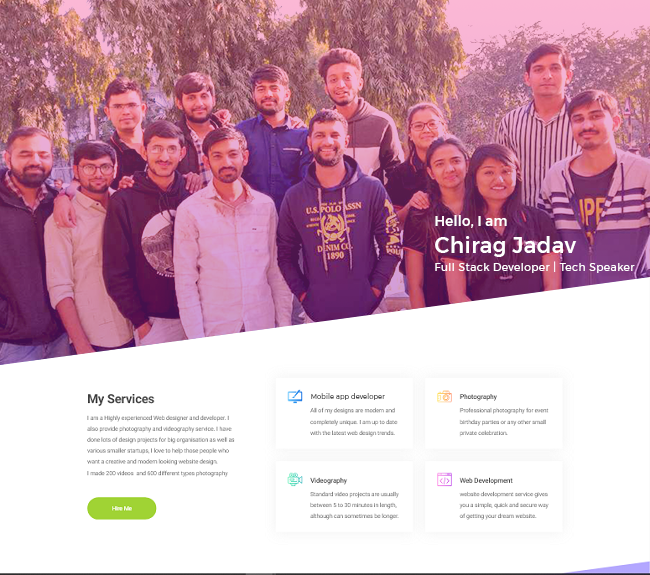 U.S. POLO ASSN
DENIM CO.
1890
Hello, I am
Chirag Jadav
Full Stack Developer | Tech Speaker
My Services
I am a Highly experienced Web designer and developer. I
also provide photography and videography service. I have
done lots of design projects for big organisation as well as
various smaller startups, I love to help those people who
want a creative and modern looking website design.
I made 200 videos and 600 different types photography
Hire Me
Mobile app developer
All of my designs are modern and
completely unique. I am up to date
with the latest web design trends.
Photography
Professional photography for event
birthday parties or any other small
private celebration.
Videography
Standard video projects are usually
between 5 to 30 minutes in length,
although can sometimes be longer.
Web Development
website development service gives
you a simple, quick and secure way
of getting your dream website.